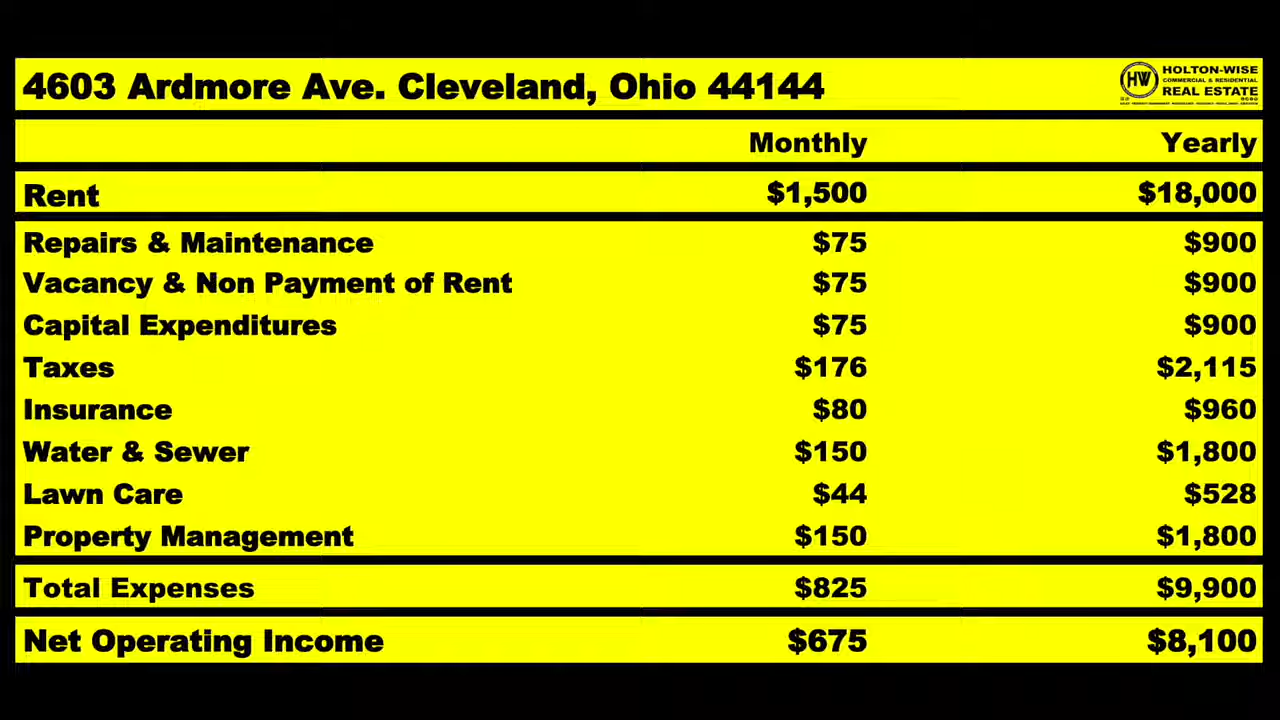 4603 Ardmore Ave. Cleveland, Ohio 44144
HOLTON-WISE
COMMERCIAL & RESIDENTIAL
REAL ESTATE
HW
Monthly Yearly
Rent $1,500 $18,000
Repairs & Maintenance $75 $900
Vacancy & Non Payment of Rent $75 $900
Capital Expenditures $75 $900
Taxes $176 $2,115
Insurance $80 $960
Water & Sewer $150 $1,800
Lawn Care $44 $528
Property Management $150 $1,800
Total Expenses $825 $9,900
Net Operating Income $675 $8,100